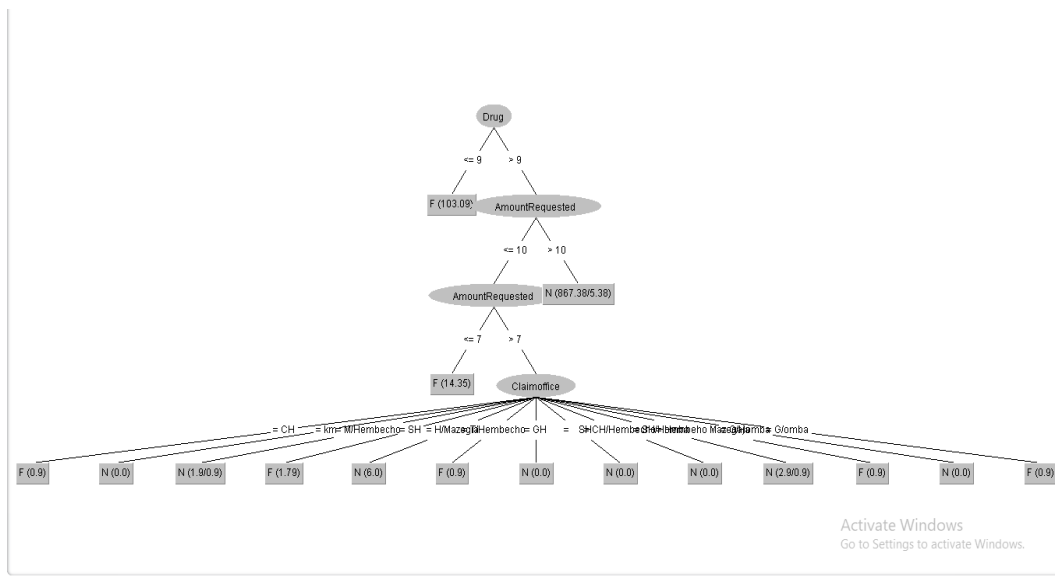 Drug
<= 9
> 9
F (103.09)
AmountRequested
<= 10
> 10
AmountRequested
N (867.38/5.38)
<= 7
> 7
F (14.35)
Claimoffice
= CH
= km
= M/Hembecho
= SH
= H/Mazegja
Hembecho
= GH
=
= G/omba
F (0.9)
N (0.0)
N (1.9/0.9)
F (1.79)
N (6.0)
F (0.9)
N (0.0)
N (0.0)
N (0.0)
N (2.9/0.9)
F (0.9)
N (0.0)
F (0.9)
Activate Windows
Go to Settings to activate Windows.